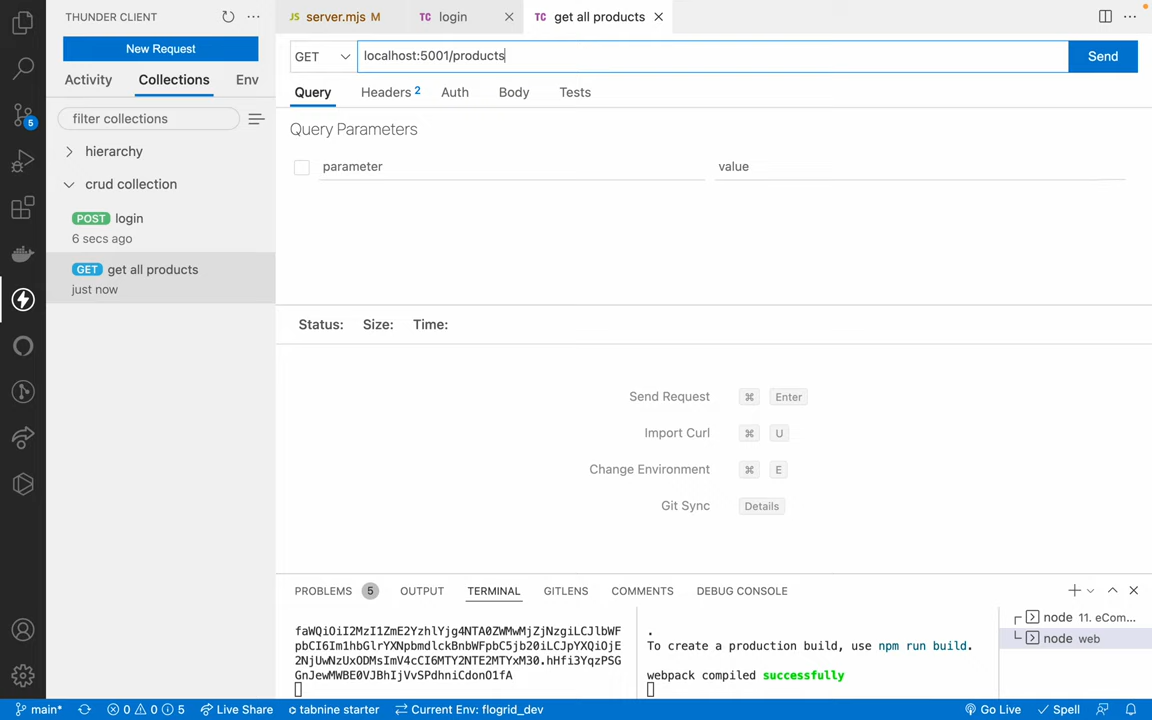 THUNDER CLIENT
New Request
Activity Collections Env
filter collections
hierarchy
crud collection
POST login
6 secs ago
GET get all products
just now
JS server.mjs M
TC login
TC get all products
GET localhost:5001/products Send
Query Headers 2 Auth Body Tests
Query Parameters
parameter value
Status: Size: Time:
Send Request ⌘ Enter
Import Curl ⌘ U
Change Environment ⌘ E
Git Sync Details
PROBLEMS 5 OUTPUT TERMINAL GITLENS COMMENTS DEBUG CONSOLE
faWQiOiI2MzI1ZmE2YzhlYjg4NTA0ZWMwMjZjNzgiLCJlbWF
pbCI6Im1hbGlrYXNpbmdlckBnbWFpbC5jb20iLCJpYXQiOjE
2NjUwNzUxODMsImV4cCI6MTY2NTE2MTYxM30.hHfi3YqzPSG
GnJewMWBE0VJBhIjVvSPdhniCdonO1fA
.
To create a production build, use npm run build.
webpack compiled successfully
node 11. eCom...
node web
5
main* 0 0 5 Live Share tabnine starter Current Env: flogrid_dev Go Live Spell